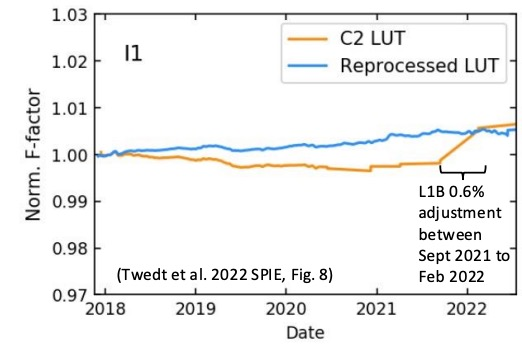 1.03
1.02
1.01
1.00
0.99
0.98
0.97
Norm. F-factor
I1
C2 LUT
Reprocessed LUT
L1B 0.6%
adjustment
between
Sept 2021 to
Feb 2022
(Twedt et al. 2022 SPIE, Fig. 8)
2018 2019 2020 2021 2022
Date